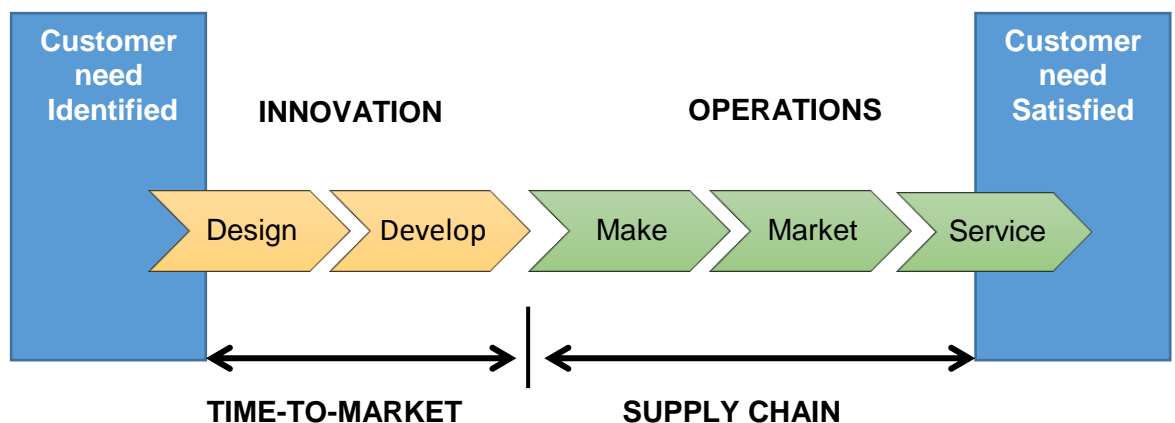 Customer
need
Identified
INNOVATION
OPERATIONS
Customer
need
Satisfied
Design
Develop
Make
Market
Service
TIME-TO-MARKET
SUPPLY CHAIN